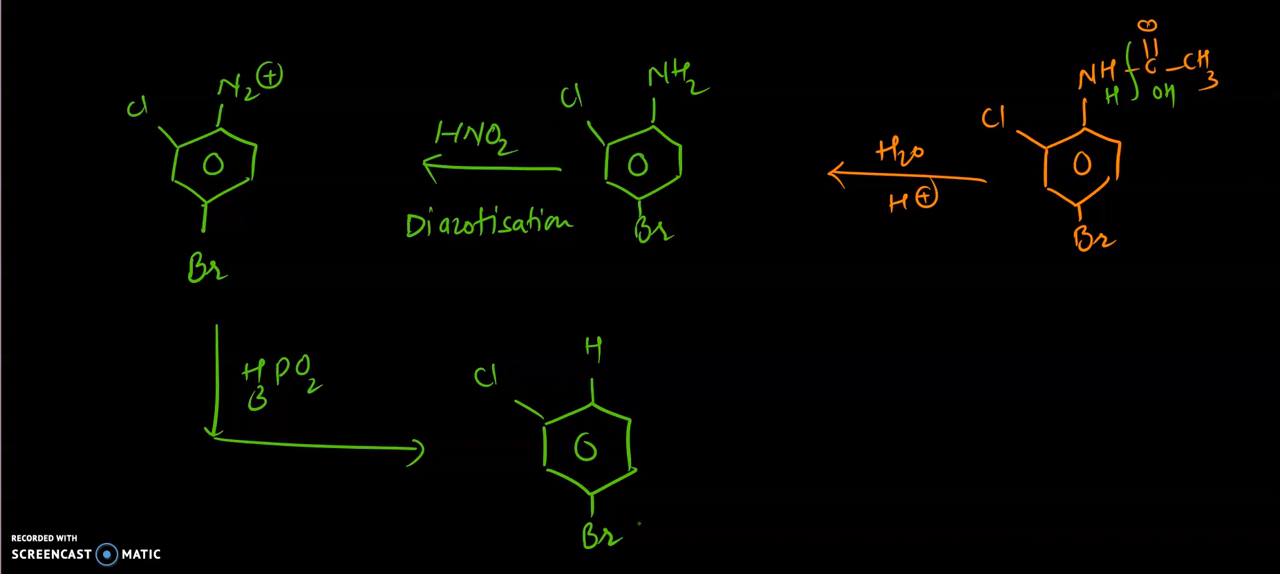 O
NH - C - CH3
H OH
Cl
Br
H2O
H+
NH2
Cl
Br
HNO2
Diazotisation
N2+
Cl
Br
H3PO2
H
Cl
Br
RECORDED WITH
SCREENCAST O MATIC